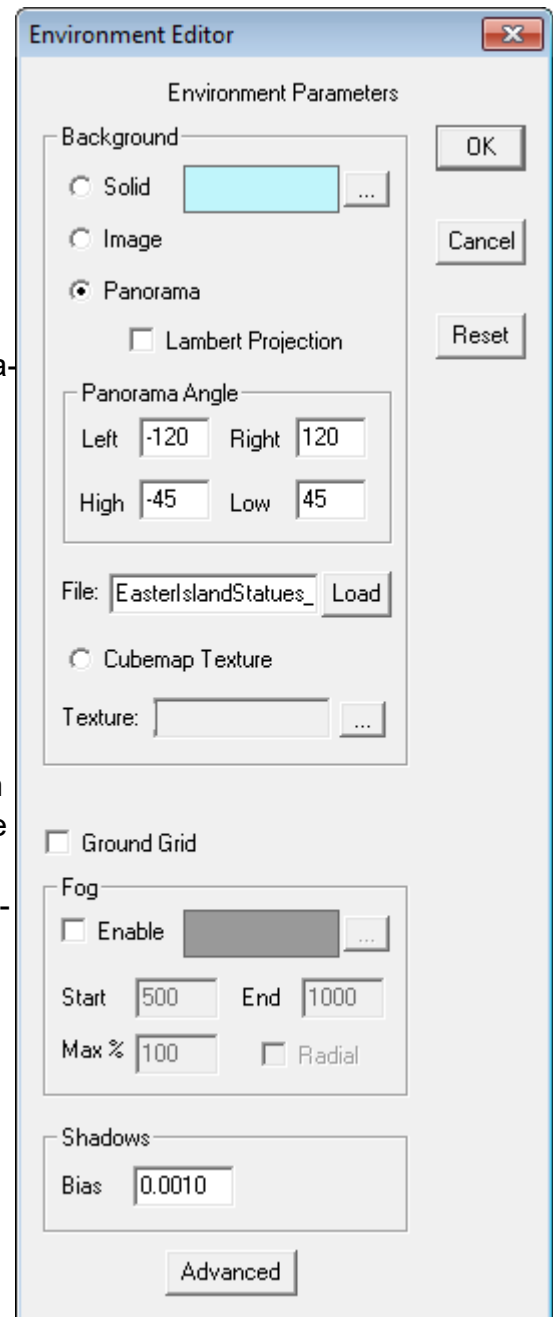 Environment Editor
Environment Parameters
Background
OK
Solid ...
Image
Cancel
Panorama
Lambert Projection
Reset
a-
Panorama Angle
Left -120 Right 120
High -45 Low 45
File: EasterIslandStatues_ Load
Cubemap Texture
Texture: ...
e
Ground Grid
-
Fog
Enable ...
Start 500 End 1000
Max % 100 Radial
Shadows
Bias 0.0010
Advanced